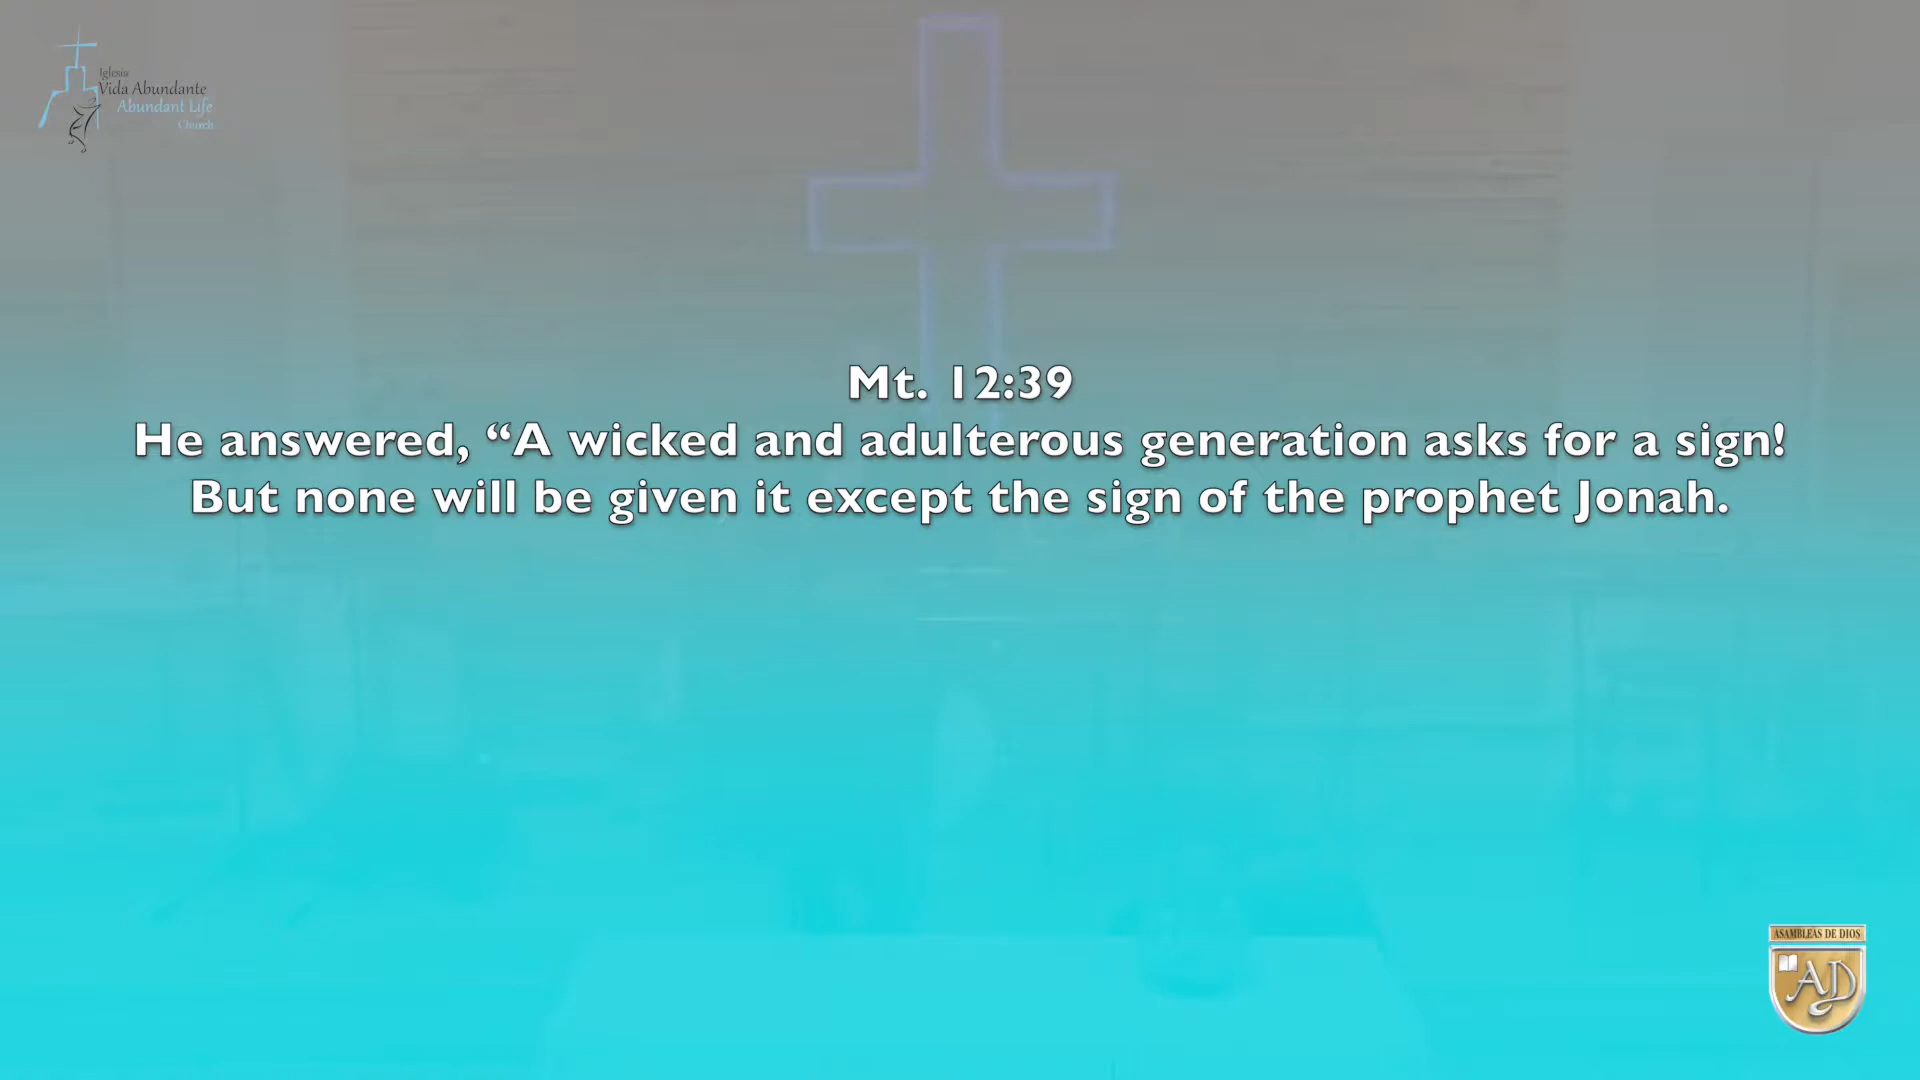 Iglesia
Vida Abundante
Abundant Life
Church
Mt. 12:39
He answered, “A wicked and adulterous generation asks for a sign!
But none will be given it except the sign of the prophet Jonah.
ASAMBLEAS DE DIOS
AD